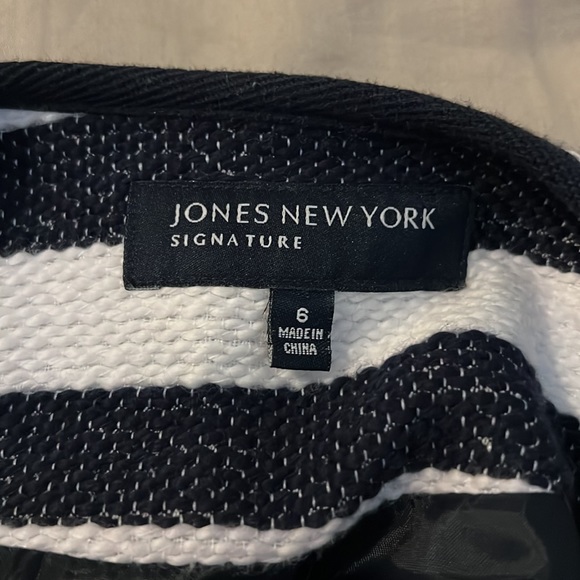 JONES NEW YORK
SIGNATURE
6
MADE IN
CHINA